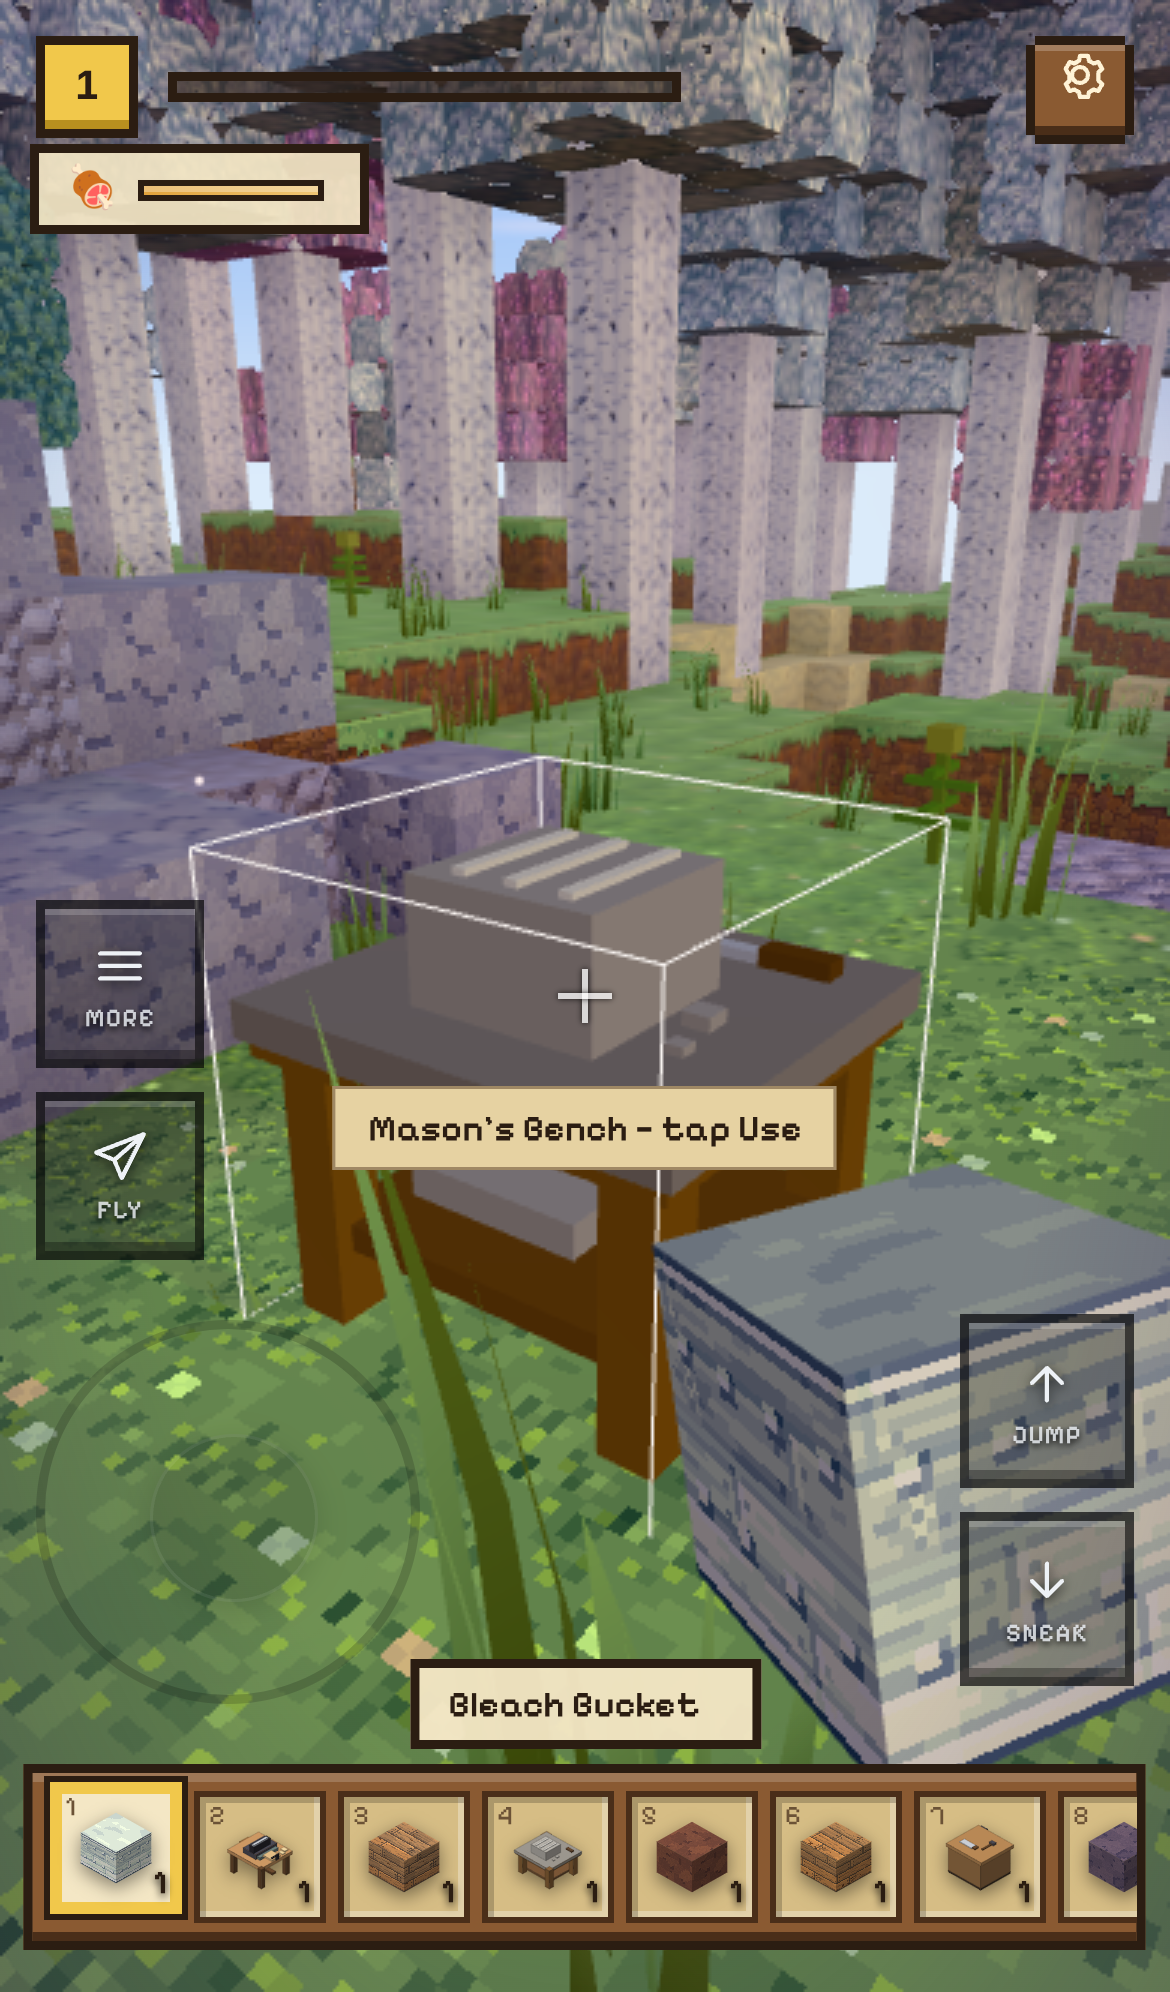 1
MORE
Mason's Bench - tap Use
FLY
JUMP
SNEAK
Bleach Bucket
1 2 3 4 5 6 7 8
1 1 1 1 1 1 1